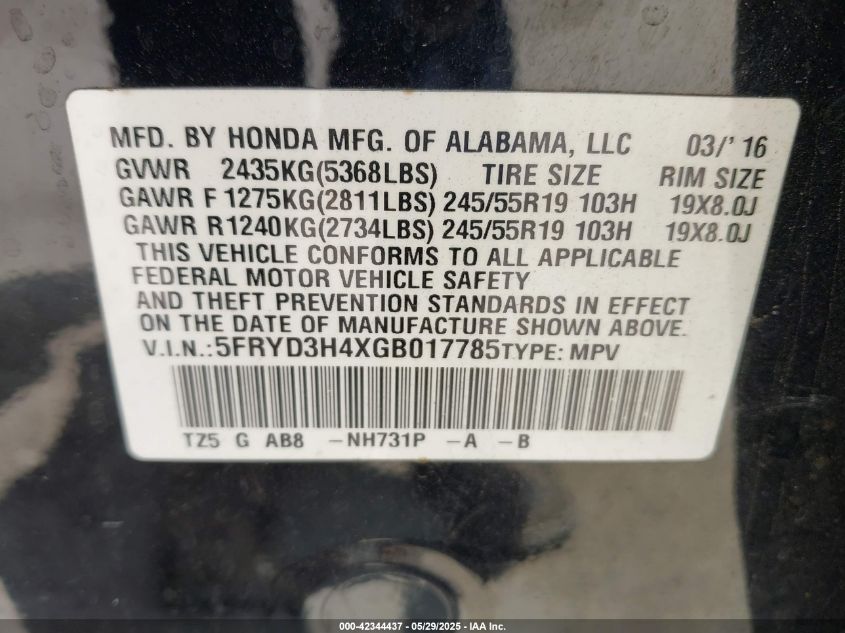 MFD. BY HONDA MFG. OF ALABAMA, LLC 03/'16
GVWR 2435KG(5368LBS) TIRE SIZE RIM SIZE
GAWR F 1275KG(2811LBS) 245/55R19 103H 19X8.0J
GAWR R 1240KG(2734LBS) 245/55R19 103H 19X8.0J
THIS VEHICLE CONFORMS TO ALL APPLICABLE
FEDERAL MOTOR VEHICLE SAFETY
AND THEFT PREVENTION STANDARDS IN EFFECT
ON THE DATE OF MANUFACTURE SHOWN ABOVE.
V.I.N.:5FRYD3H4XGB017785TYPE: MPV
TZ5 G AB8 -NH731P -A -B
000-42344437 - 05/29/2025 - IAA Inc.